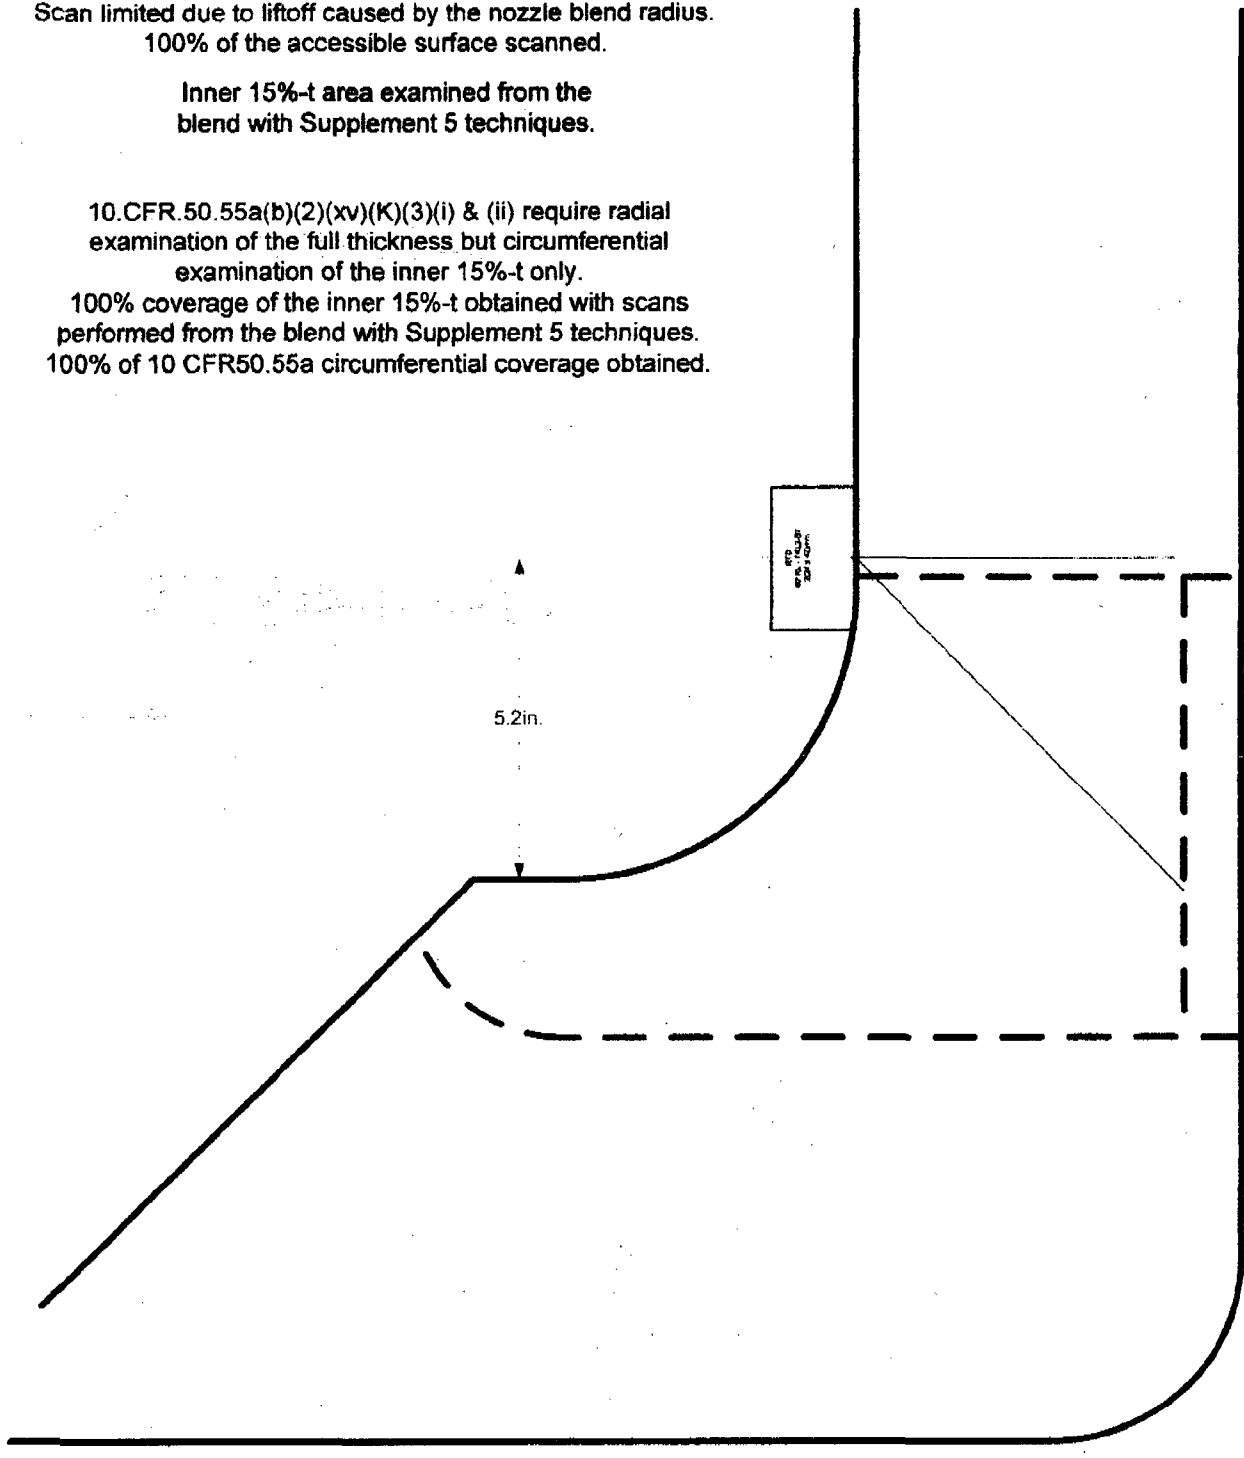 Scan limited due to liftoff caused by the nozzle blend radius.
100% of the accessible surface scanned.
Inner 15%-t area examined from the
blend with Supplement 5 techniques.
10.CFR.50.55a(b)(2)(xv)(K)(3)(i) & (ii) require radial
examination of the full thickness but circumferential
examination of the inner 15%-t only.
100% coverage of the inner 15%-t obtained with scans
performed from the blend with Supplement 5 techniques.
100% of 10 CFR50.55a circumferential coverage obtained.
5.2in.